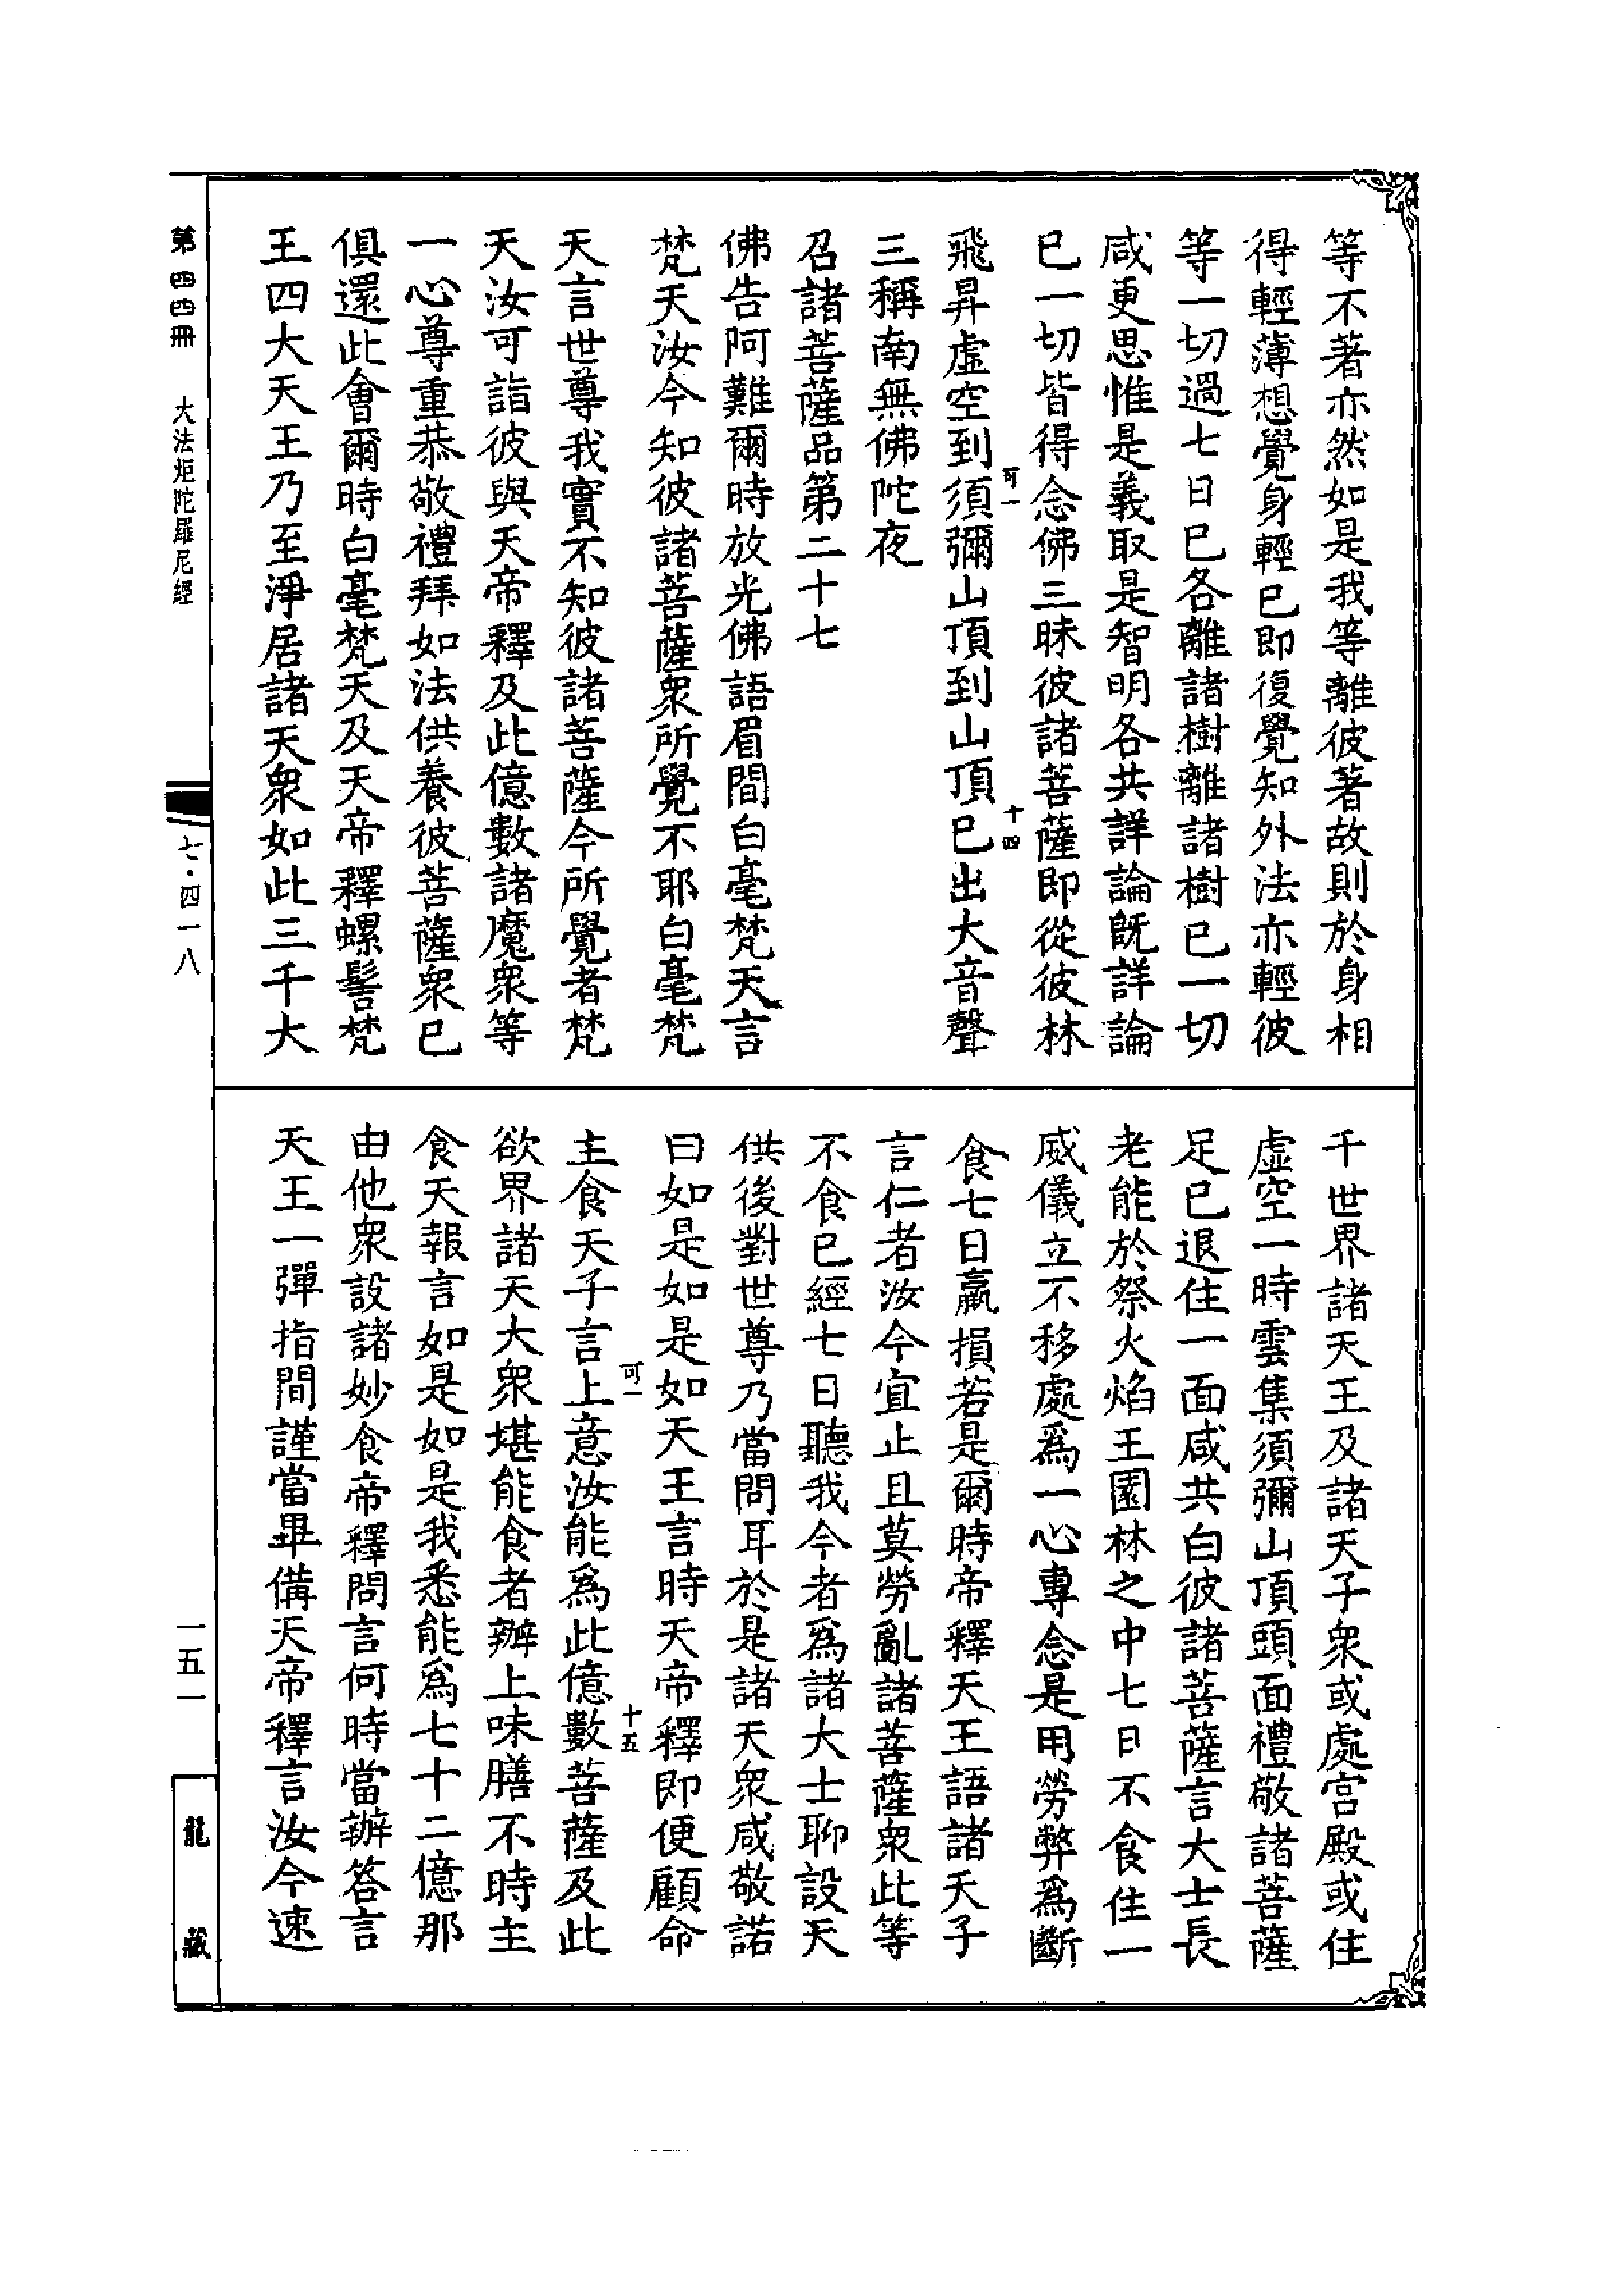 等不著亦然如是我等離彼著故則於身相
得輕薄想覺身輕已即復覺知外法亦輕彼
等一切過七日已各離諸樹離諸樹已一切
咸更思惟是義取是智明各共詳論既詳論
已一切皆得念佛三昧彼諸菩薩即從彼林
可一
十四
飛昇虛空到須彌山頂到山頂已出大音聲
三稱南無佛陀夜
召諸菩薩品第二十七
佛告阿難爾時放光佛語眉間白毫梵天言
梵天汝今知彼諸菩薩衆所覺不耶白毫梵
天言世尊我實不知彼諸菩薩今所覺者梵
天汝可詣彼與天帝釋及此億數諸魔衆等
一心尊重恭敬禮拜如法供養彼菩薩衆已
俱還此會爾時白毫梵天及天帝釋螺髻梵
王四大天王乃至淨居諸天衆如此三千大
千世界諸天王及諸天子衆或處宮殿或住
虛空一時雲集須彌山頂頭面禮敬諸菩薩
足已退住一面咸共白彼諸菩薩言大士長
老能於祭火焰王園林之中七日不食住一
威儀立不移處爲一心專念是用勞弊爲斷
食七日羸損若是爾時帝釋天王語諸天子
言仁者汝今宜止且莫勞亂諸菩薩衆此等
不食已經七日聽我今者爲諸大士聊設天
供後對世尊乃當問耳於是諸天衆咸敬諾
曰如是如是如天王言時天帝釋即便顧命
可一
十五
主食天子言上意汝能爲此億數菩薩及此
欲界諸天大衆堪能食者辦上味膳不時主
食天報言如是如是我悉能爲七十二億那
由他衆設諸妙食帝釋問言何時當辦答言
天王一彈指間謹當畢備天帝釋言汝今速
第四四冊 大法炬陀羅尼經
七·四一八
一五一
龍藏